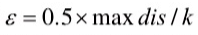 ε = 0.5 × max dis / k